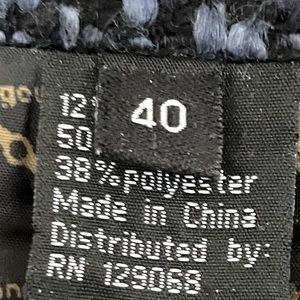 40
12
50
38% polyester
Made in China
Distributed by:
RN 129068